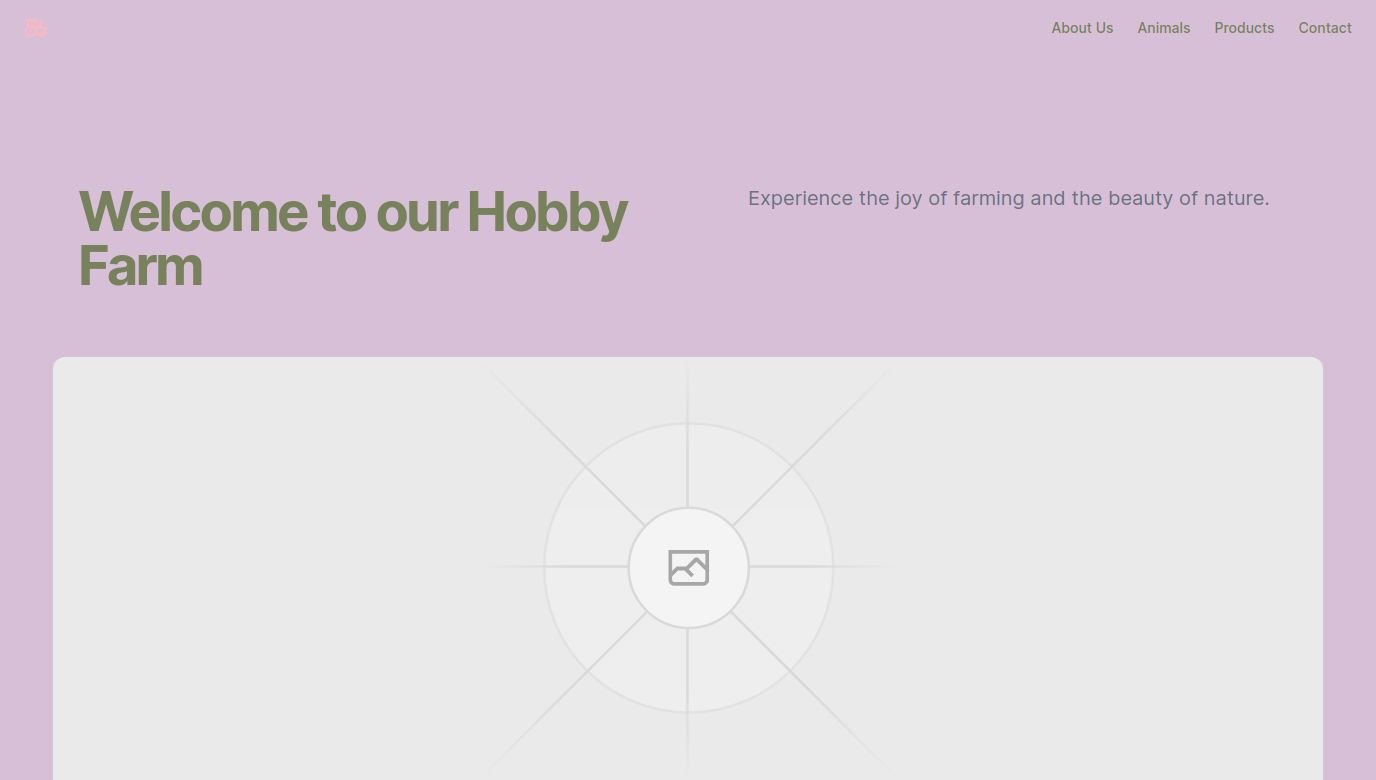 About Us
Animals
Products
Contact
Welcome to our Hobby
Farm
Experience the joy of farming and the beauty of nature.